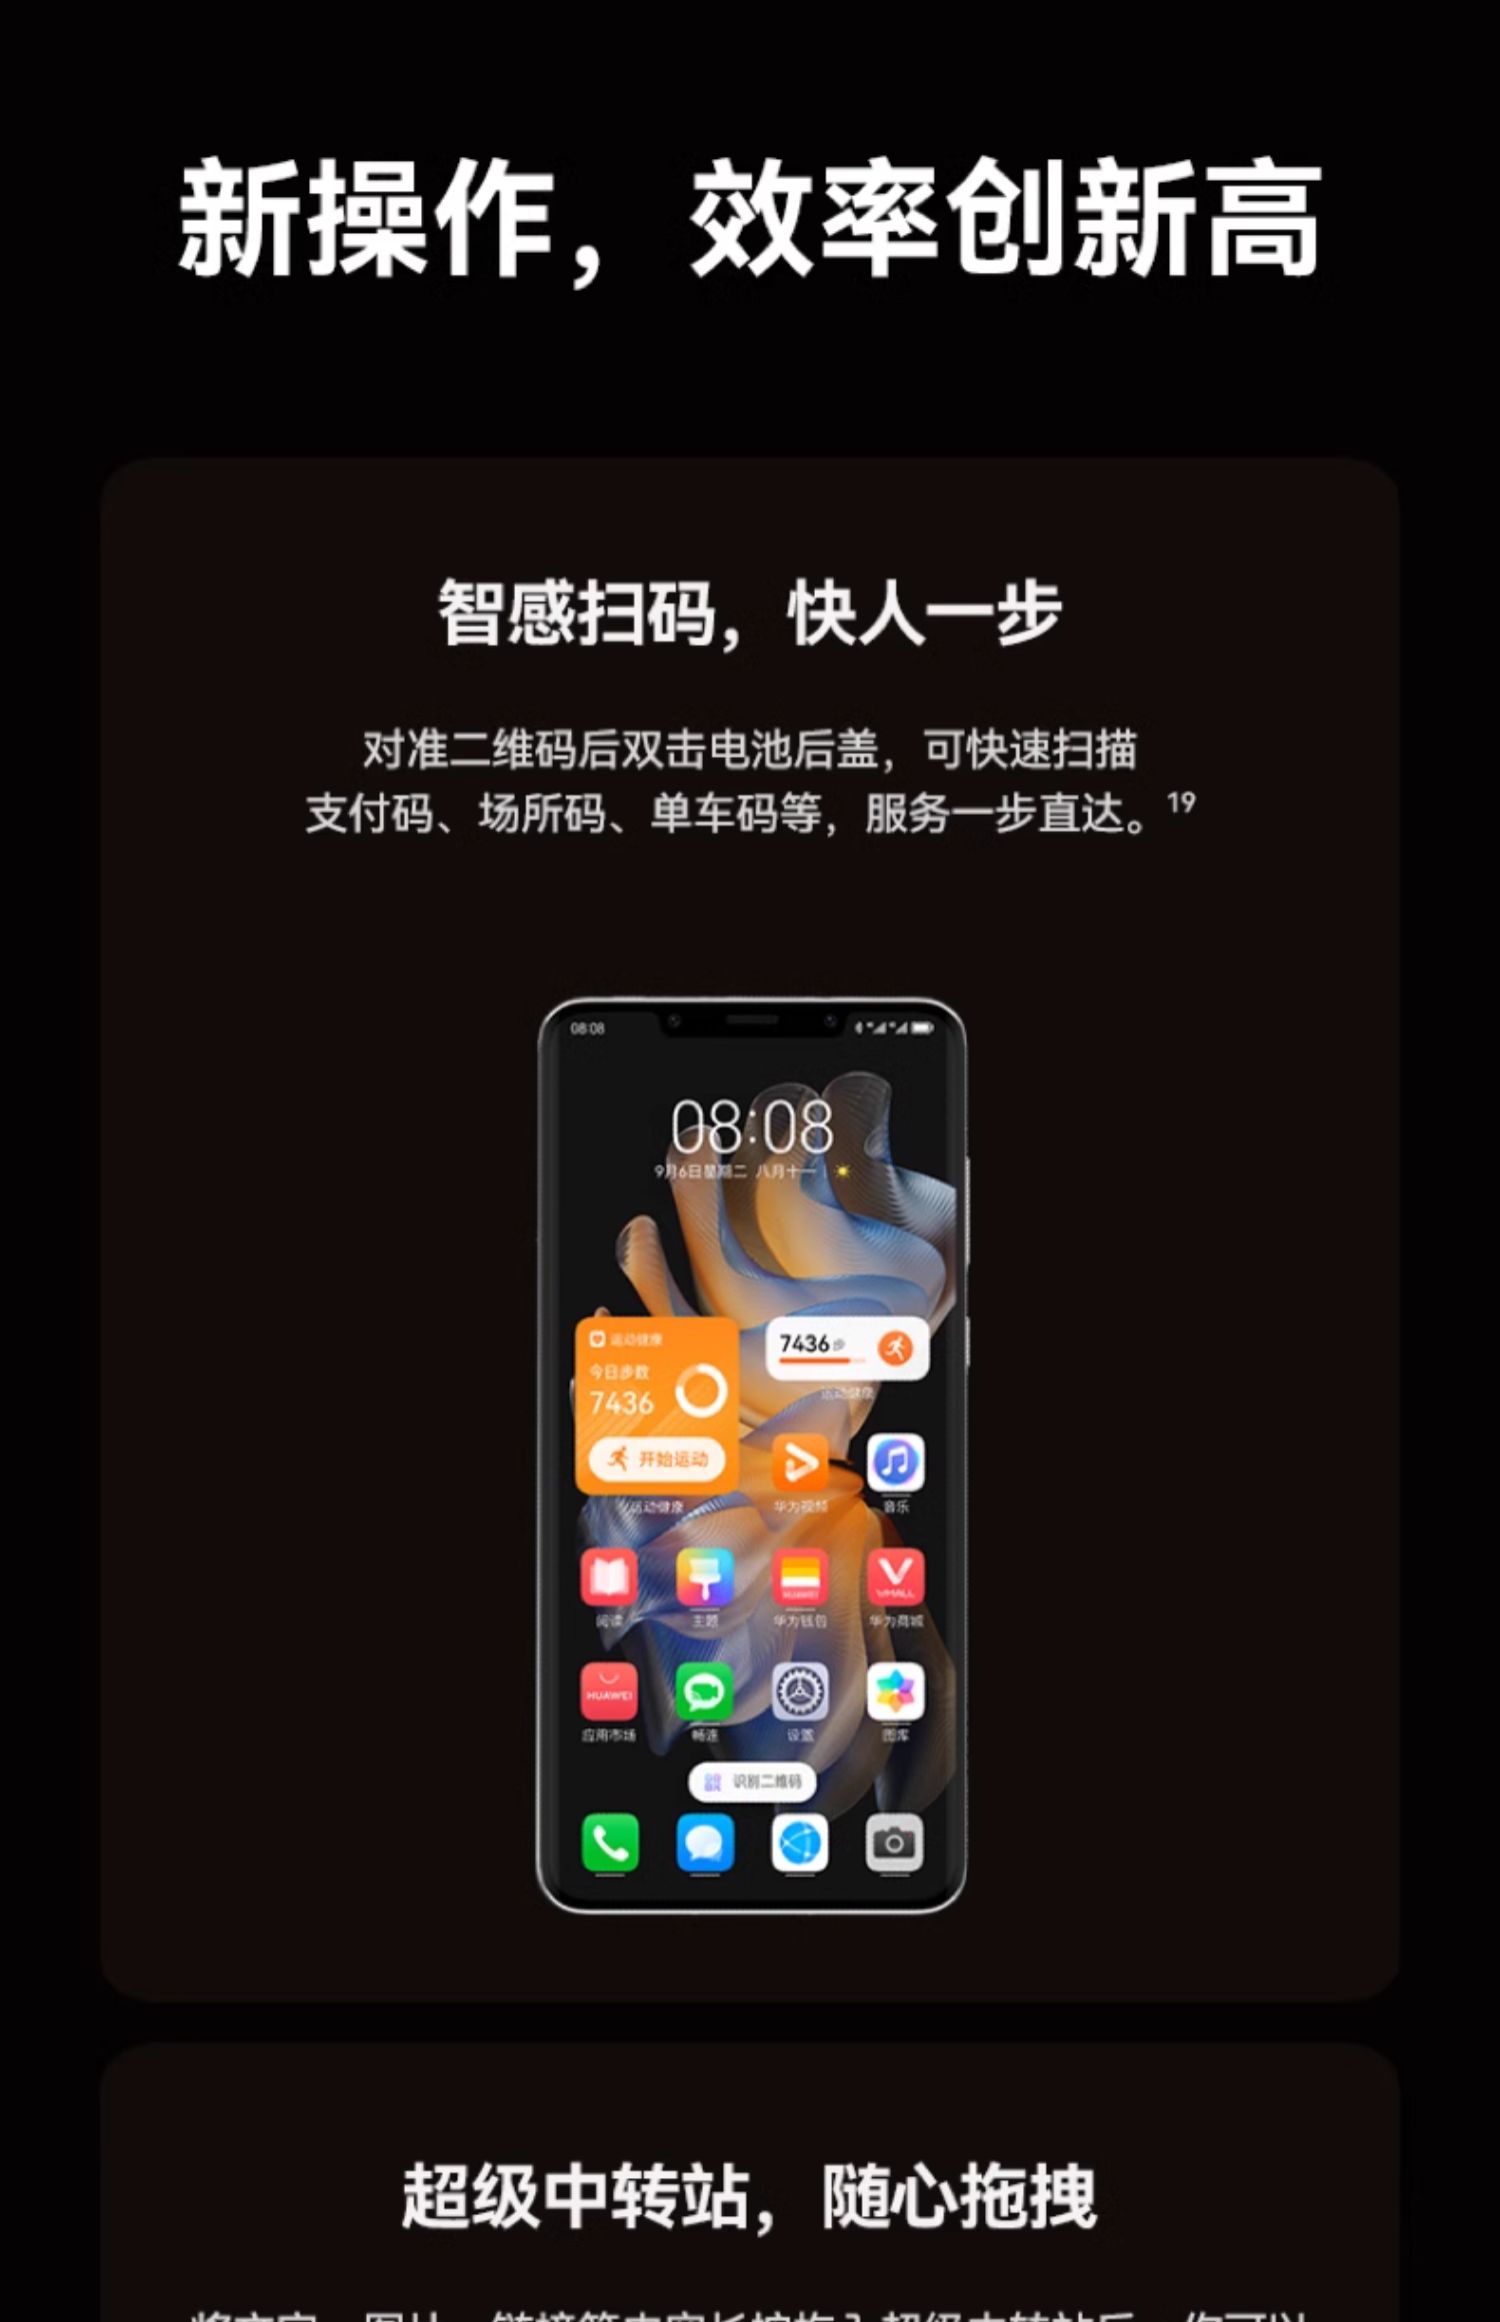 新操作，效率创新高
智感扫码，快人一步
对准二维码后双击电池后盖，可快速扫描
支付码、场所码、单车码等，服务一步直达。19
08:08
08:08
9月6日星期二 八月十一
运动健康
今日步数
7436
开始运动
运动健康
7436步
运动健康
华为视频 音乐
阅读 主题 华为钱包 华为商城
HUAWEI
VMALL
HUAWEI
应用市场 畅连 设置 图库
识别二维码
超级中转站，随心拖拽